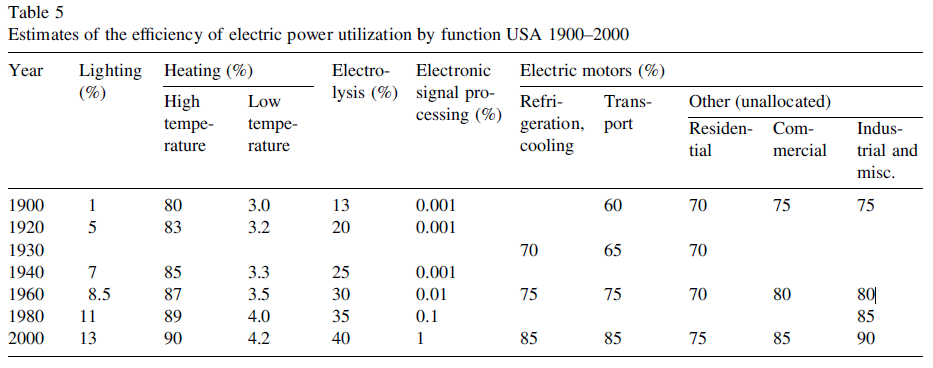 Table 5
Estimates of the efficiency of electric power utilization by function USA 1900–2000
Year Lighting (%) Heating (%) Electro- lysis (%) Electronic signal pro- cessing (%) Electric motors (%)
High tempe- rature Low tempe- rature Refri- geration, cooling Trans- port Other (unallocated)
Residen- tial Com- mercial Indus- trial and misc.
1900 1 80 3.0 13 0.001 60 70 75 75
1920 5 83 3.2 20 0.001
1930 70 65 70
1940 7 85 3.3 25 0.001
1960 8.5 87 3.5 30 0.01 75 75 70 80 80
1980 11 89 4.0 35 0.1 85
2000 13 90 4.2 40 1 85 85 75 85 90